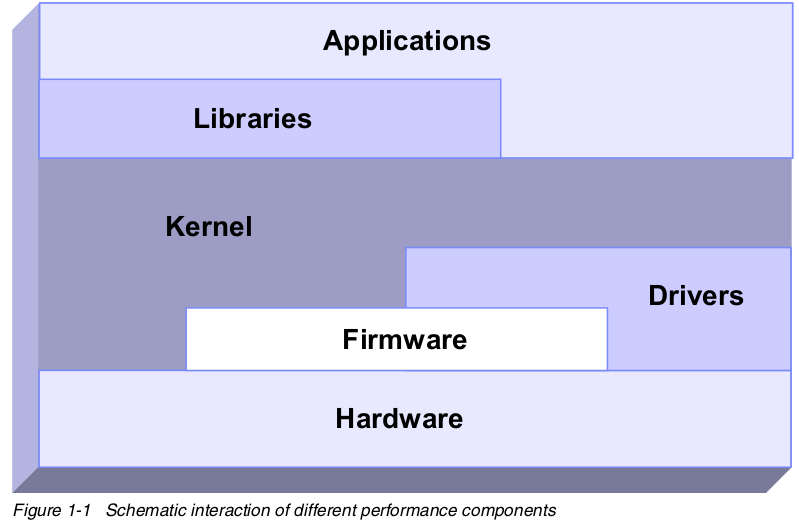 Applications
Libraries
Kernel
Drivers
Firmware
Hardware
Figure 1-1 Schematic interaction of different performance components